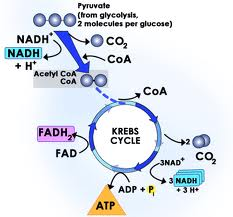 Pyruvate
(from glycolysis,
2 molecules per glucose)
NADH⁺
CO₂
NADH
+ H⁺
CoA
Acetyl CoA
CoA
CoA
FADH₂
FAD
KREBS
CYCLE
2
CO₂
3NAD⁺
3 NADH
+ 3 H⁺
ADP + Pᵢ
ATP